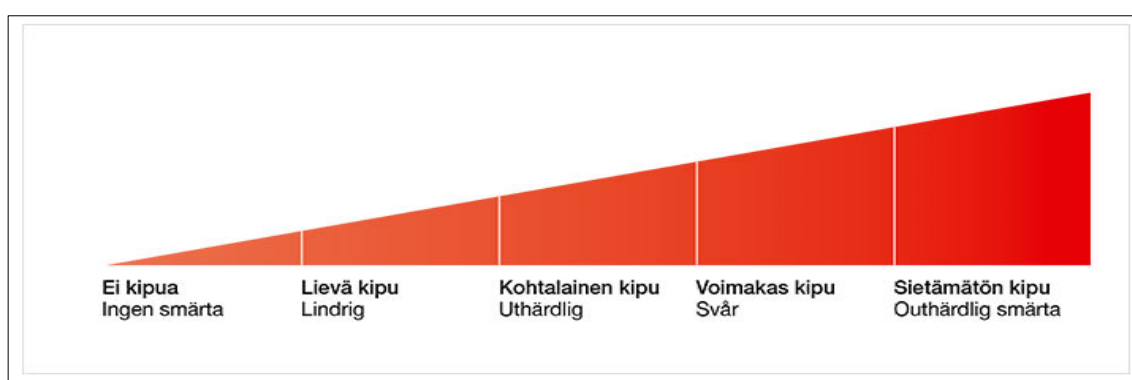 Ei kipua
Ingen smärta
Lievä kipu
Lindrig
Kohtalainen kipu
Uthärdlig
Voimakas kipu
Svår
Sietämätön kipu
Outhärdlig smärta